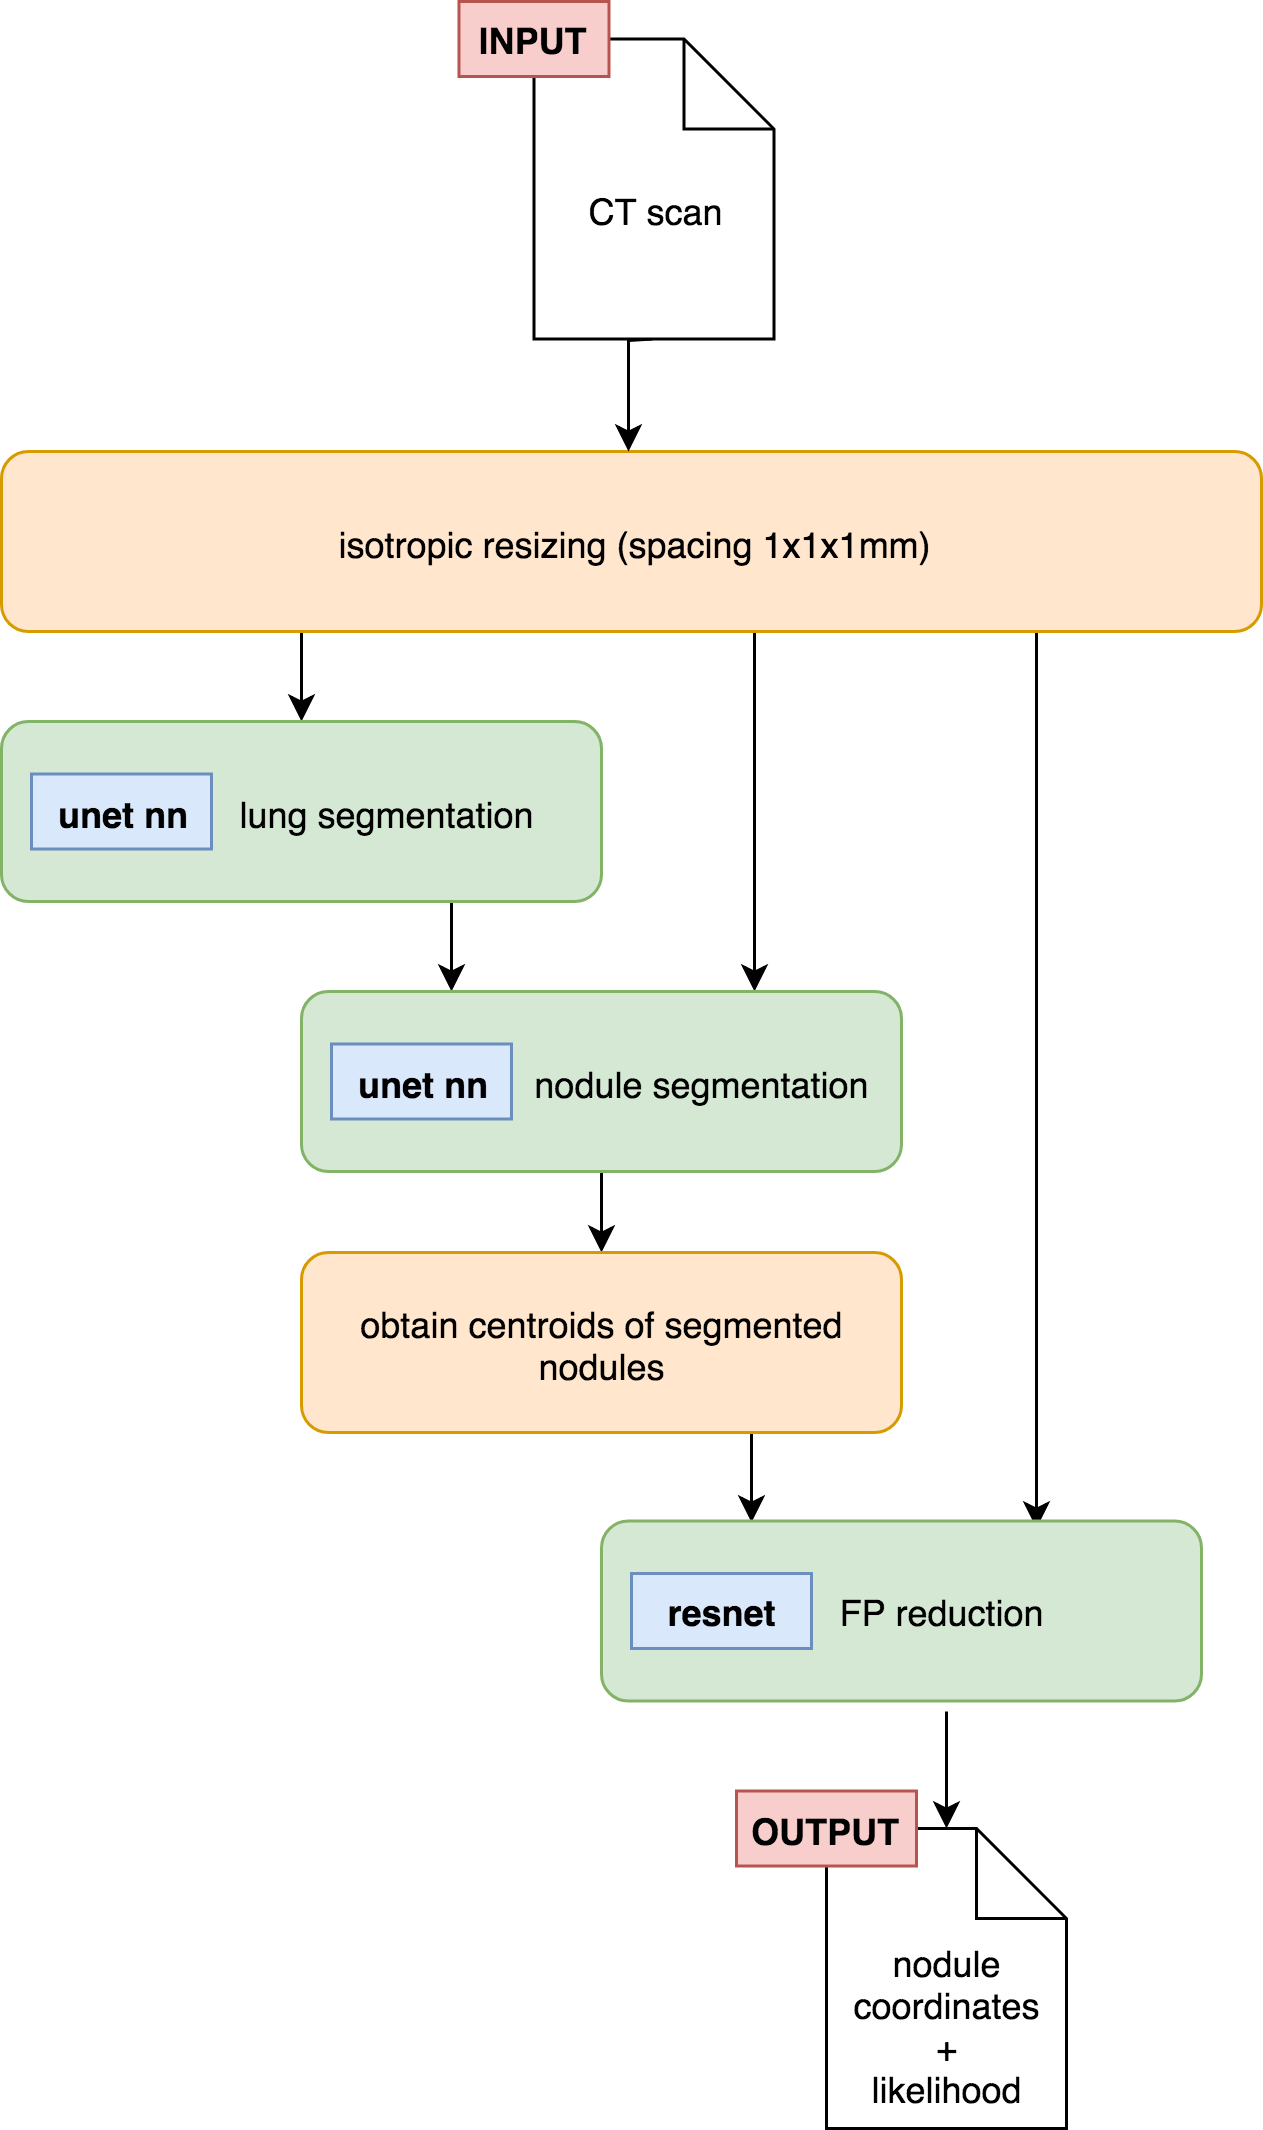 INPUT
CT scan
isotropic resizing (spacing 1x1x1mm)
unet nn lung segmentation
unet nn nodule segmentation
obtain centroids of segmented
nodules
resnet FP reduction
OUTPUT
nodule
coordinates
+
likelihood